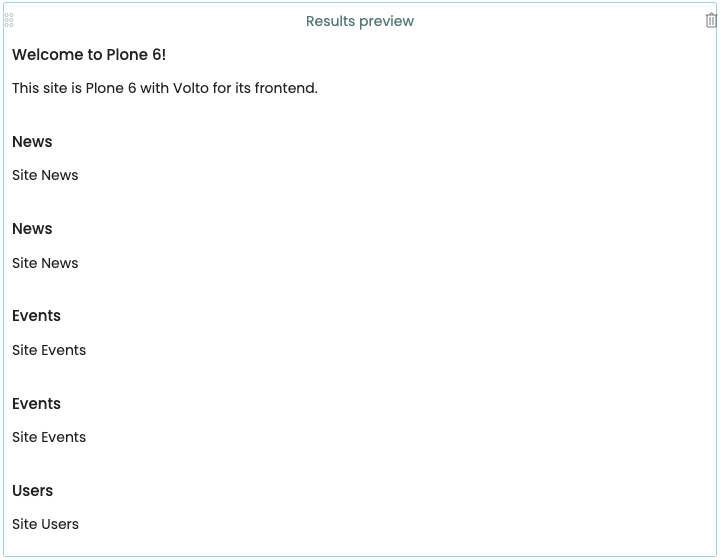 Results preview
Welcome to Plone 6!
This site is Plone 6 with Volto for its frontend.
News
Site News
News
Site News
Events
Site Events
Events
Site Events
Users
Site Users